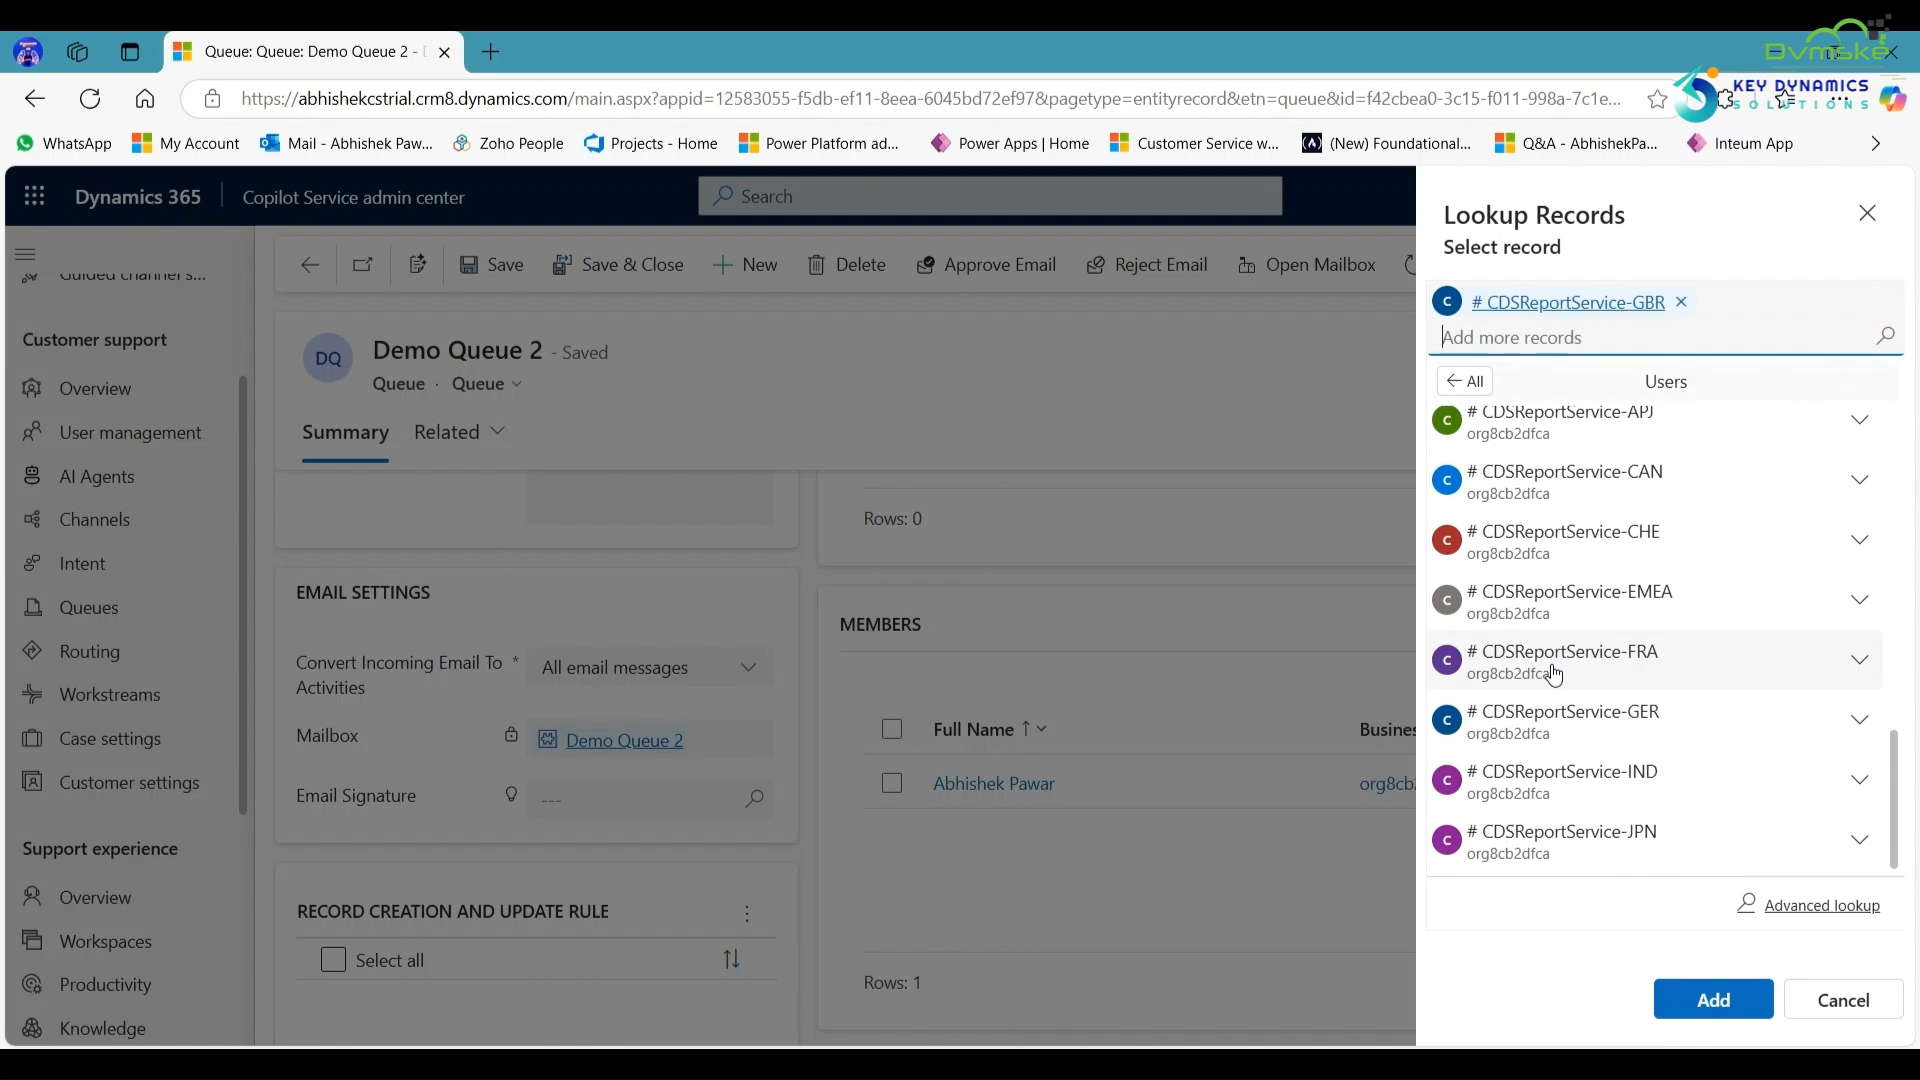 Queue: Queue: Demo Queue 2 -
https://abhishekcstrial.crm8.dynamics.com/main.aspx?appid=12583055-f5db-ef11-8eea-6045bd72ef97&pagetype=entityrecord&etn=queue&id=f42cbea0-3c15-f011-998a-7c1e...
KEY DYNAMICS
SOLUTIONS
WhatsApp
My Account
Mail - Abhishek Paw...
Zoho People
Projects - Home
Power Platform ad...
Power Apps | Home
Customer Service w...
(New) Foundational...
Q&A - AbhishekPa...
Inteum App
Dynamics 365
Copilot Service admin center
Search
Guided channel s...
Customer support
Overview
User management
AI Agents
Channels
Intent
Queues
Routing
Workstreams
Case settings
Customer settings
Support experience
Overview
Workspaces
Productivity
Knowledge
Save
Save & Close
New
Delete
Approve Email
Reject Email
Open Mailbox
DQ
Demo Queue 2 - Saved
Queue · Queue
Summary
Related
EMAIL SETTINGS
Convert Incoming Email To *
Activities
All email messages
Mailbox
Demo Queue 2
Email Signature
---
RECORD CREATION AND UPDATE RULE
Select all
Rows: 0
MEMBERS
Full Name
Busines
Abhishek Pawar
org8cb.
Rows: 1
Lookup Records
Select record
C
# CDSReportService-GBR
Add more records
All
Users
C
# CDSReportService-APJ
org8cb2dfca
C
# CDSReportService-CAN
org8cb2dfca
C
# CDSReportService-CHE
org8cb2dfca
C
# CDSReportService-EMEA
org8cb2dfca
C
# CDSReportService-FRA
org8cb2dfca
C
# CDSReportService-GER
org8cb2dfca
C
# CDSReportService-IND
org8cb2dfca
C
# CDSReportService-JPN
org8cb2dfca
Advanced lookup
Add
Cancel